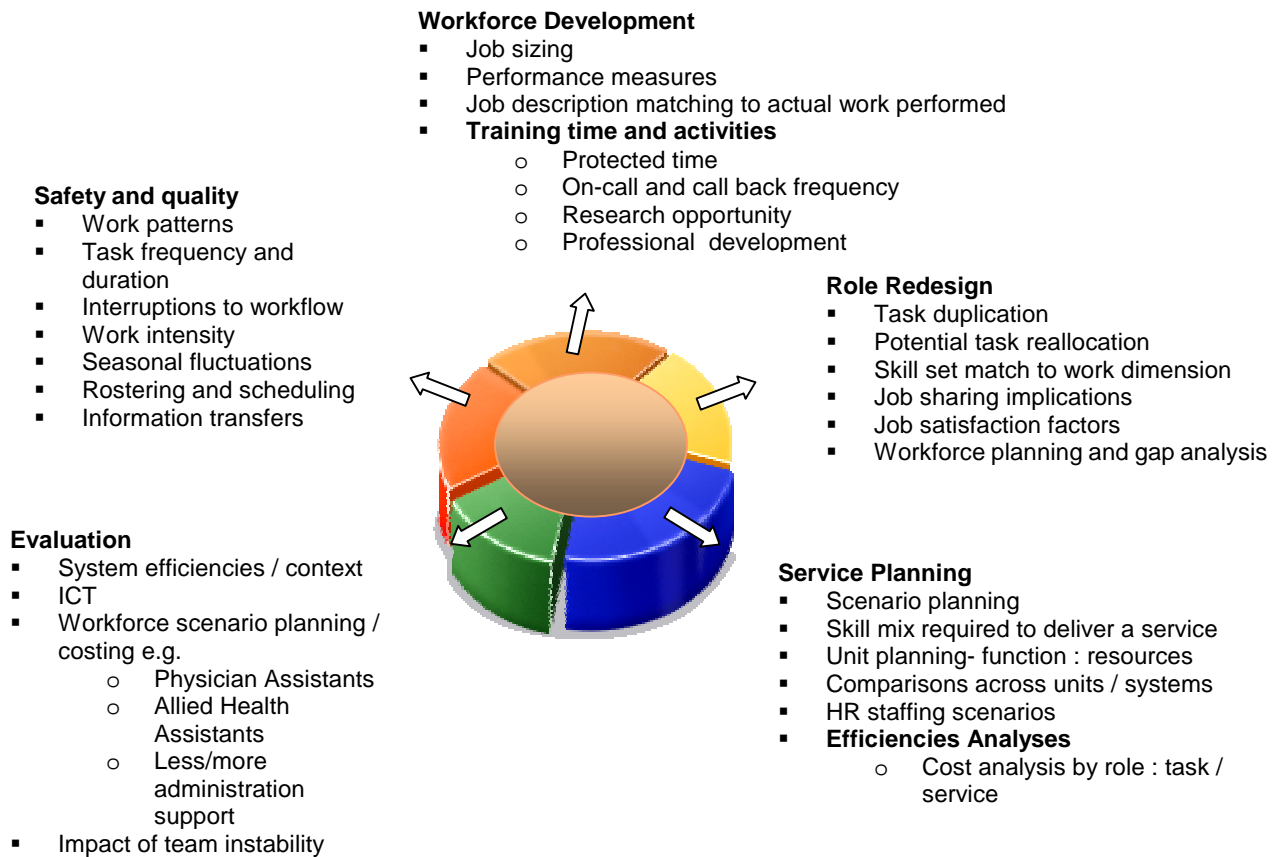 Workforce Development
▪ Job sizing
▪ Performance measures
▪ Job description matching to actual work performed
▪ Training time and activities
o Protected time
o On-call and call back frequency
o Research opportunity
o Professional development
Safety and quality
▪ Work patterns
▪ Task frequency and
duration
▪ Interruptions to workflow
▪ Work intensity
▪ Seasonal fluctuations
▪ Rostering and scheduling
▪ Information transfers
Role Redesign
▪ Task duplication
▪ Potential task reallocation
▪ Skill set match to work dimension
▪ Job sharing implications
▪ Job satisfaction factors
▪ Workforce planning and gap analysis
Evaluation
▪ System efficiencies / context
▪ ICT
▪ Workforce scenario planning /
costing e.g.
o Physician Assistants
o Allied Health
Assistants
o Less/more
administration
support
▪ Impact of team instability
Service Planning
▪ Scenario planning
▪ Skill mix required to deliver a service
▪ Unit planning- function : resources
▪ Comparisons across units / systems
▪ HR staffing scenarios
▪ Efficiencies Analyses
o Cost analysis by role : task /
service